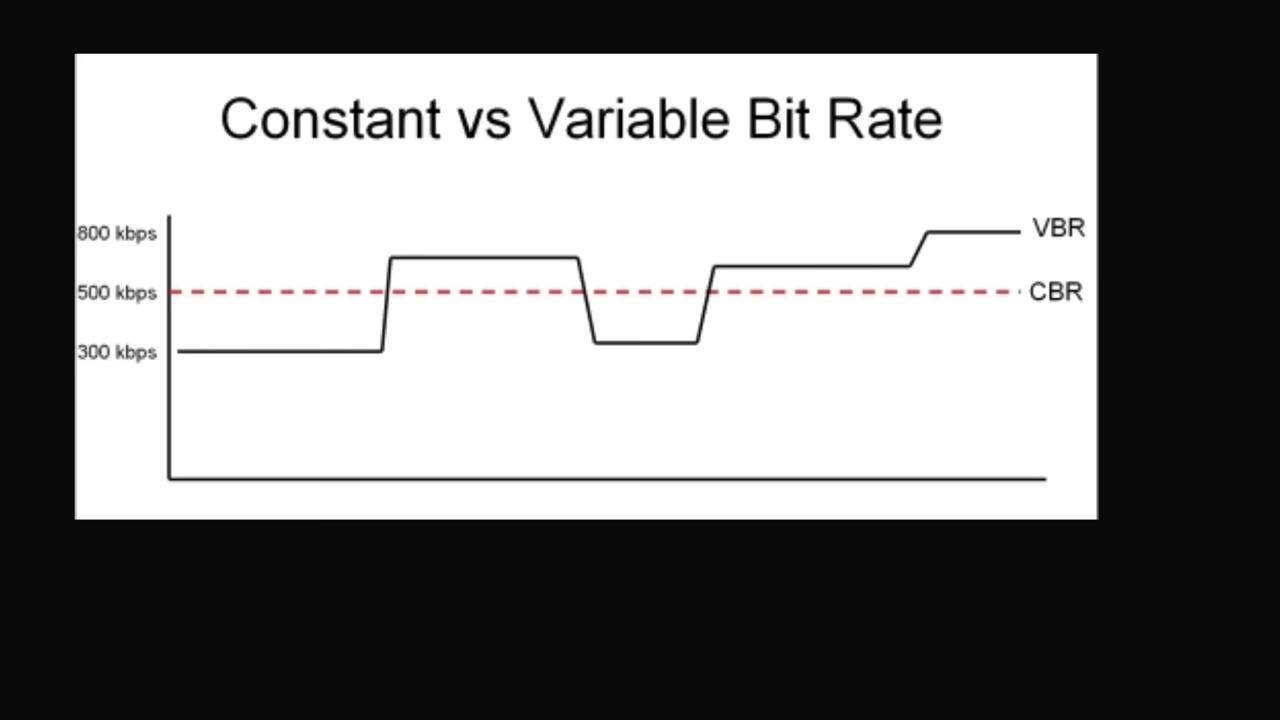 Constant vs Variable Bit Rate
800 kbps
VBR
500 kbps
CBR
300 kbps